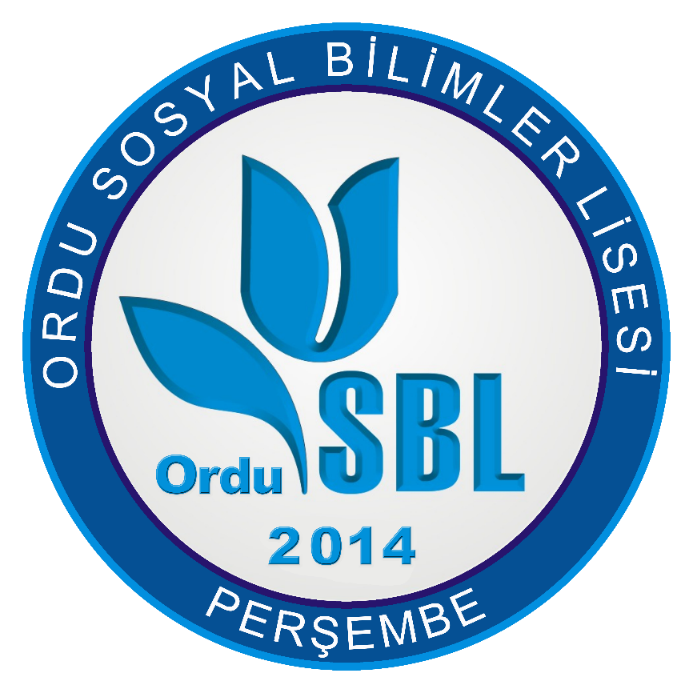 ORDU SOSYAL BİLİMLER LİSESİ
Ordu SBL
2014
PERŞEMBE